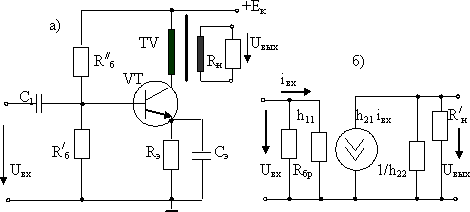 а)
TV
+Eк
R″б
Rн
Uвых
VT
C1
R′б
Rэ
Cэ
Uвх
б)
iвх
h11
h21 iвх
R′н
Uвх
Rбр
1/h22
Uвых